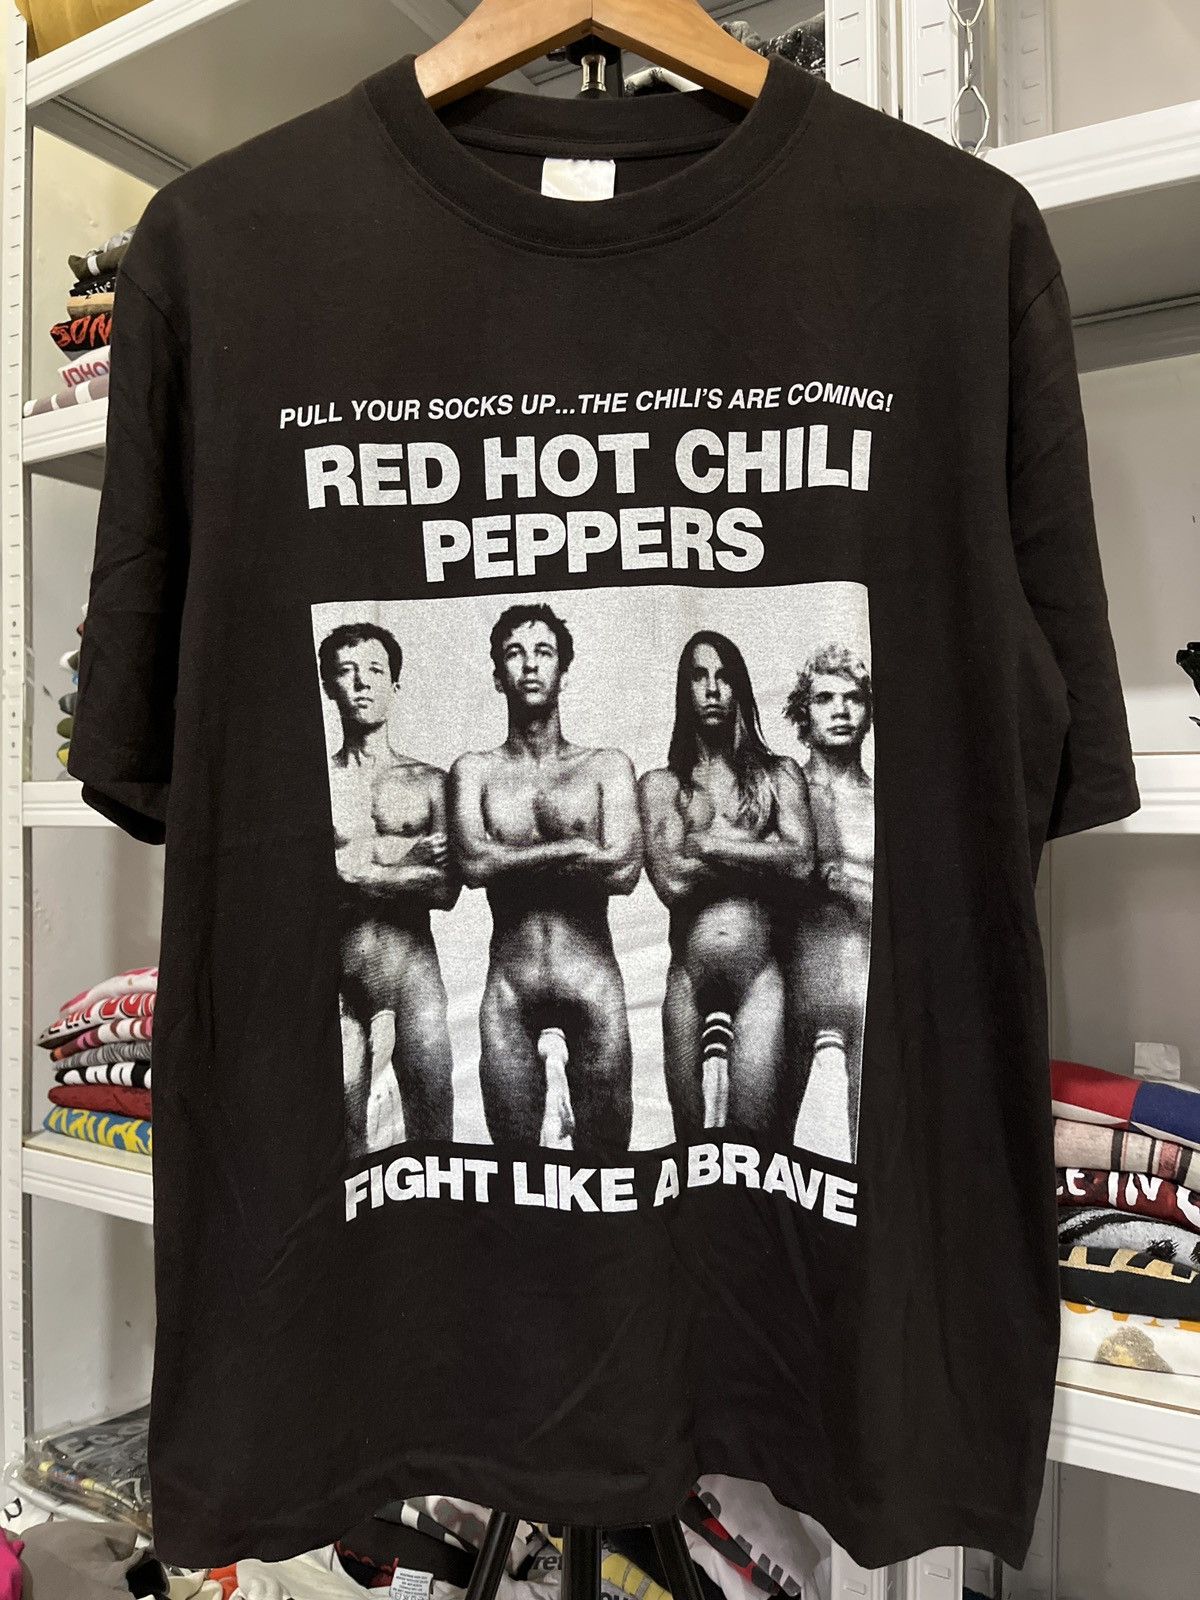 PULL YOUR SOCKS UP...THE CHILI'S ARE COMING!
RED HOT CHILI
PEPPERS
FIGHT LIKE A BRAVE